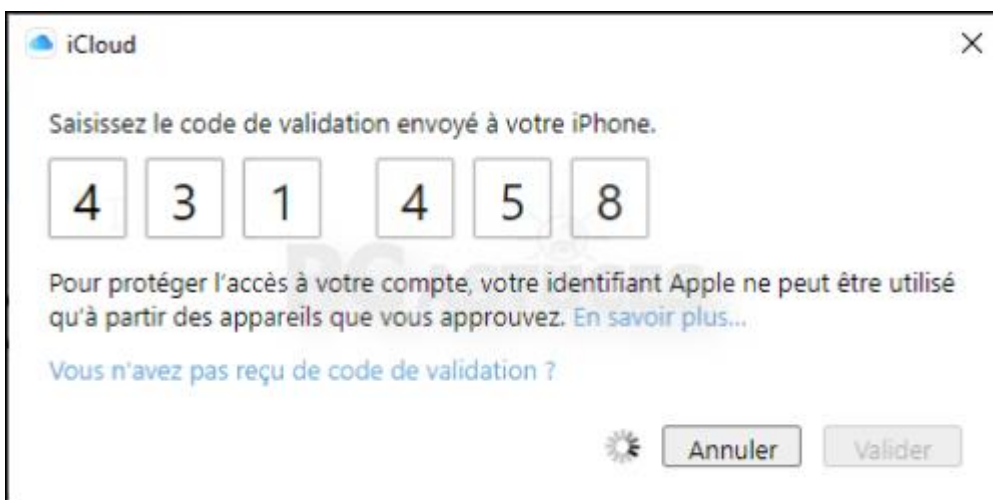 iCloud
Saisissez le code de validation envoyé à votre iPhone.
4 3 1 4 5 8
Pour protéger l'accès à votre compte, votre identifiant Apple ne peut être utilisé
qu'à partir des appareils que vous approuvez. En savoir plus...
Vous n'avez pas reçu de code de validation ?
Annuler Valider